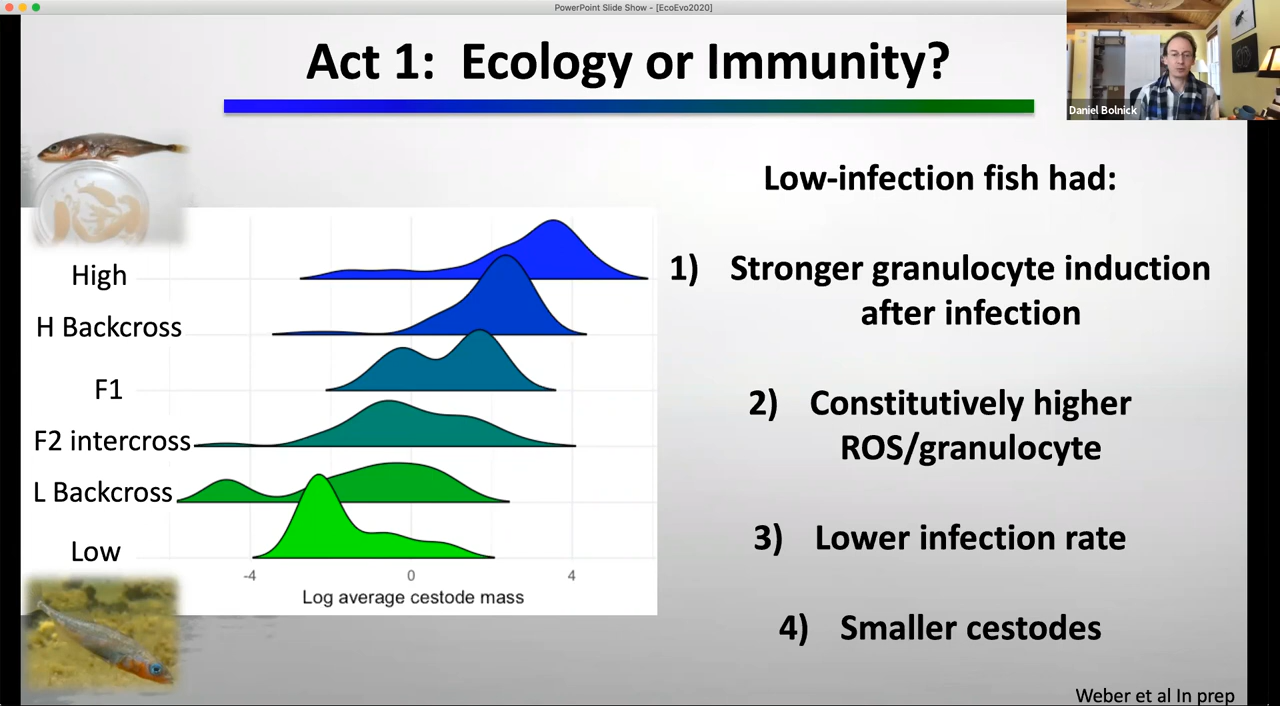 PowerPoint Slide Show - [EcoEvo2020]
Act 1: Ecology or Immunity?
Daniel Bolnick
High
H Backcross
F1
F2 intercross
L Backcross
Low
-4 0 4
Log average cestode mass
Low-infection fish had:
1) Stronger granulocyte induction
after infection
2) Constitutively higher
ROS/granulocyte
3) Lower infection rate
4) Smaller cestodes
Weber et al In prep